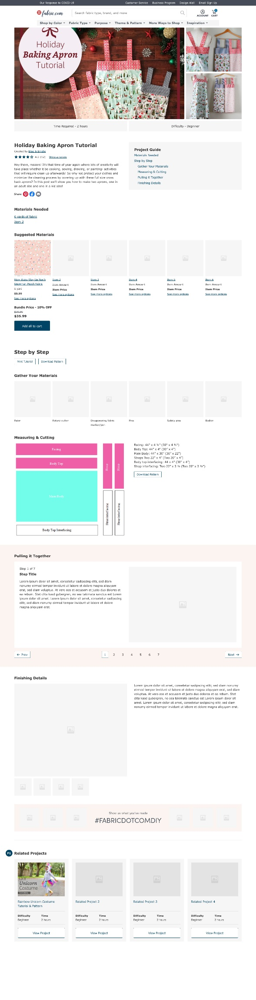 Our Response to COVID-19
Customer Service Business Program Design Wall Email Sign Up
fabric.com
Search fabric type, brand, and more
ACCOUNT
1
CART
Shop by Color Fabric Type Purpose Theme & Pattern More Ways to Shop Inspiration
Holiday
Baking Apron
Tutorial
Time Required - 2 hours
Difficulty - Beginner
Holiday Baking Apron Tutorial
Created by Elise & Emelie
4.0 (12) Write a review
Hey there, makers! It's that time of year again where lots of creativity will
take place whether it be cooking, sewing, drawing, or painting- activities
that will require clean up afterwards! So why not protect your clothes and
minimize the cleaning process by covering up with these full size cross
back aprons? In this post we'll show you how to make two aprons, one in
an adult size and one in a kid size!
Share
Project Guide
Materials Needed
Step by Step
Gather Your Materials
Measuring & Cutting
Pulling it Together
Finishing Details
Materials Needed
6 yards of fabric
Item 2
Suggested Materials
Riley Blake Way Up North
Snowman Peach Fabric
1 yard
$5.99
See more options
Item 2
Item Amount
Item Price
See more options
Item 3
Item Amount
Item Price
See more options
Item 4
Item Amount
Item Price
See more options
Item 5
Item Amount
Item Price
See more options
Item 6
Item Amount
Item Price
See more options
Bundle Price - 10% OFF
$39.99
$35.99
Add all to cart
Step by Step
Print Tutorial
Download Pattern
Gather Your Materials
Ruler
Rotary cutter
Disappearing fabric
marker/pen
Pins
Safety pins
Bodkin
Measuring & Cutting
Facing
Body Top
Main Body
Body Top Interfacing
Strap
Strap
Strap interfacing
Strap interfacing
Facing: 44” x 4 ¼” (30” x 4 ¼”)
Body Top: 44” x 4” (30” x 4”)
Main Body: 44” x 30” (30” x 22”)
Straps Two 22” x 4” (Two 20” x 4”)
Body top interfacing: 44 x 4” (30” x 4”)
Strap interfacing: Two 22” x 3 ½ (Two 20” x 3 ½”)
Download Pattern
Pulling it Together
Step 1 of 7
Step Title
Lorem ipsum dolor sit amet, consetetur sadipscing elitr, sed diam
nonumy eirmod tempor invidunt ut labore et dolore magna aliquyam
erat, sed diam voluptua. At vero eos et accusam et justo duo dolores et
ea rebum. Stet clita kasd gubergren, no sea takimata sanctus est Lorem
ipsum dolor sit amet. Lorem ipsum dolor sit amet, consetetur sadipscing
elitr, sed diam nonumy eirmod tempor invidunt ut labore et dolore
magna aliquyam erat.
Prev
1 2 3 4 5 6 7
Next
Finishing Details
Lorem ipsum dolor sit amet, consetetur sadipscing elitr, sed diam nonumy
eirmod tempor invidunt ut labore et dolore magna aliquyam erat, sed diam
voluptua. At vero eos et accusam et justo duo dolores et ea rebum. Stet
clita kasd gubergren, no sea takimata sanctus est Lorem ipsum dolor sit
amet. Lorem ipsum dolor sit amet, consetetur sadipscing elitr, sed diam
nonumy eirmod tempor invidunt ut labore et dolore magna aliquyam erat.
Show us what you've made
#FABRICDOTCOMDIY
P1
Related Projects
DIY
Unicorn
Costume
TUTORIAL
Rainbow Unicorn Costume
Tutorial & Pattern
Difficulty Time
Beginner 2 hours
View Project
Related Project 2
Difficulty Time
Beginner 2 hours
View Project
Related Project 3
Difficulty Time
Beginner 2 hours
View Project
Related Project 4
Difficulty Time
Beginner 2 hours
View Project